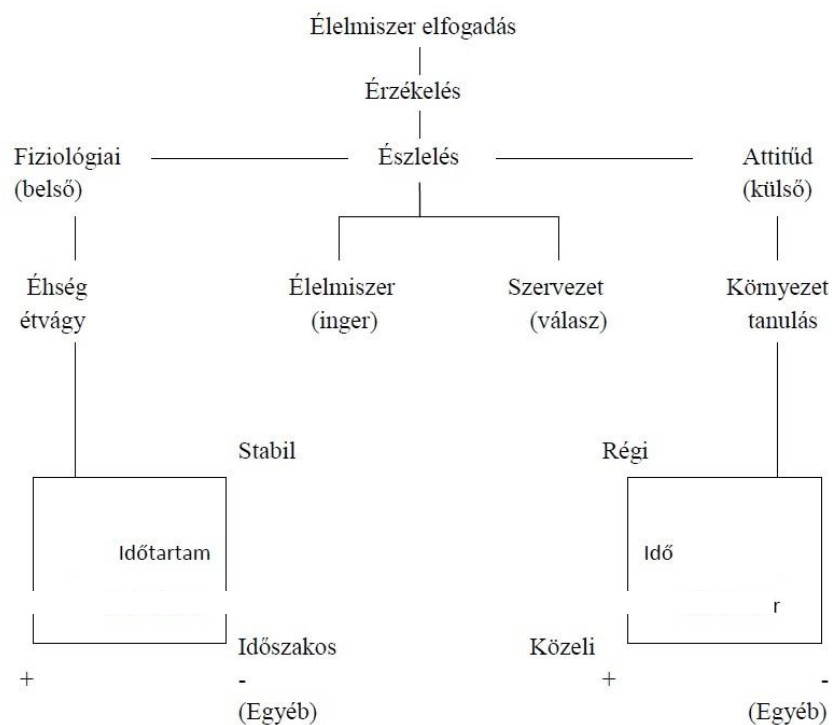 Élelmiszer elfogadás
Érzékelés
Fiziológiai
(belső)
Észlelés
Attitűd
(külső)
Éhség
étvágy
Élelmiszer
(inger)
Szervezet
(válasz)
Környezet
tanulás
Stabil
Régi
Időtartam
Idő
r
Időszakos
Közeli
+
-
(Egyéb)
+
-
(Egyéb)